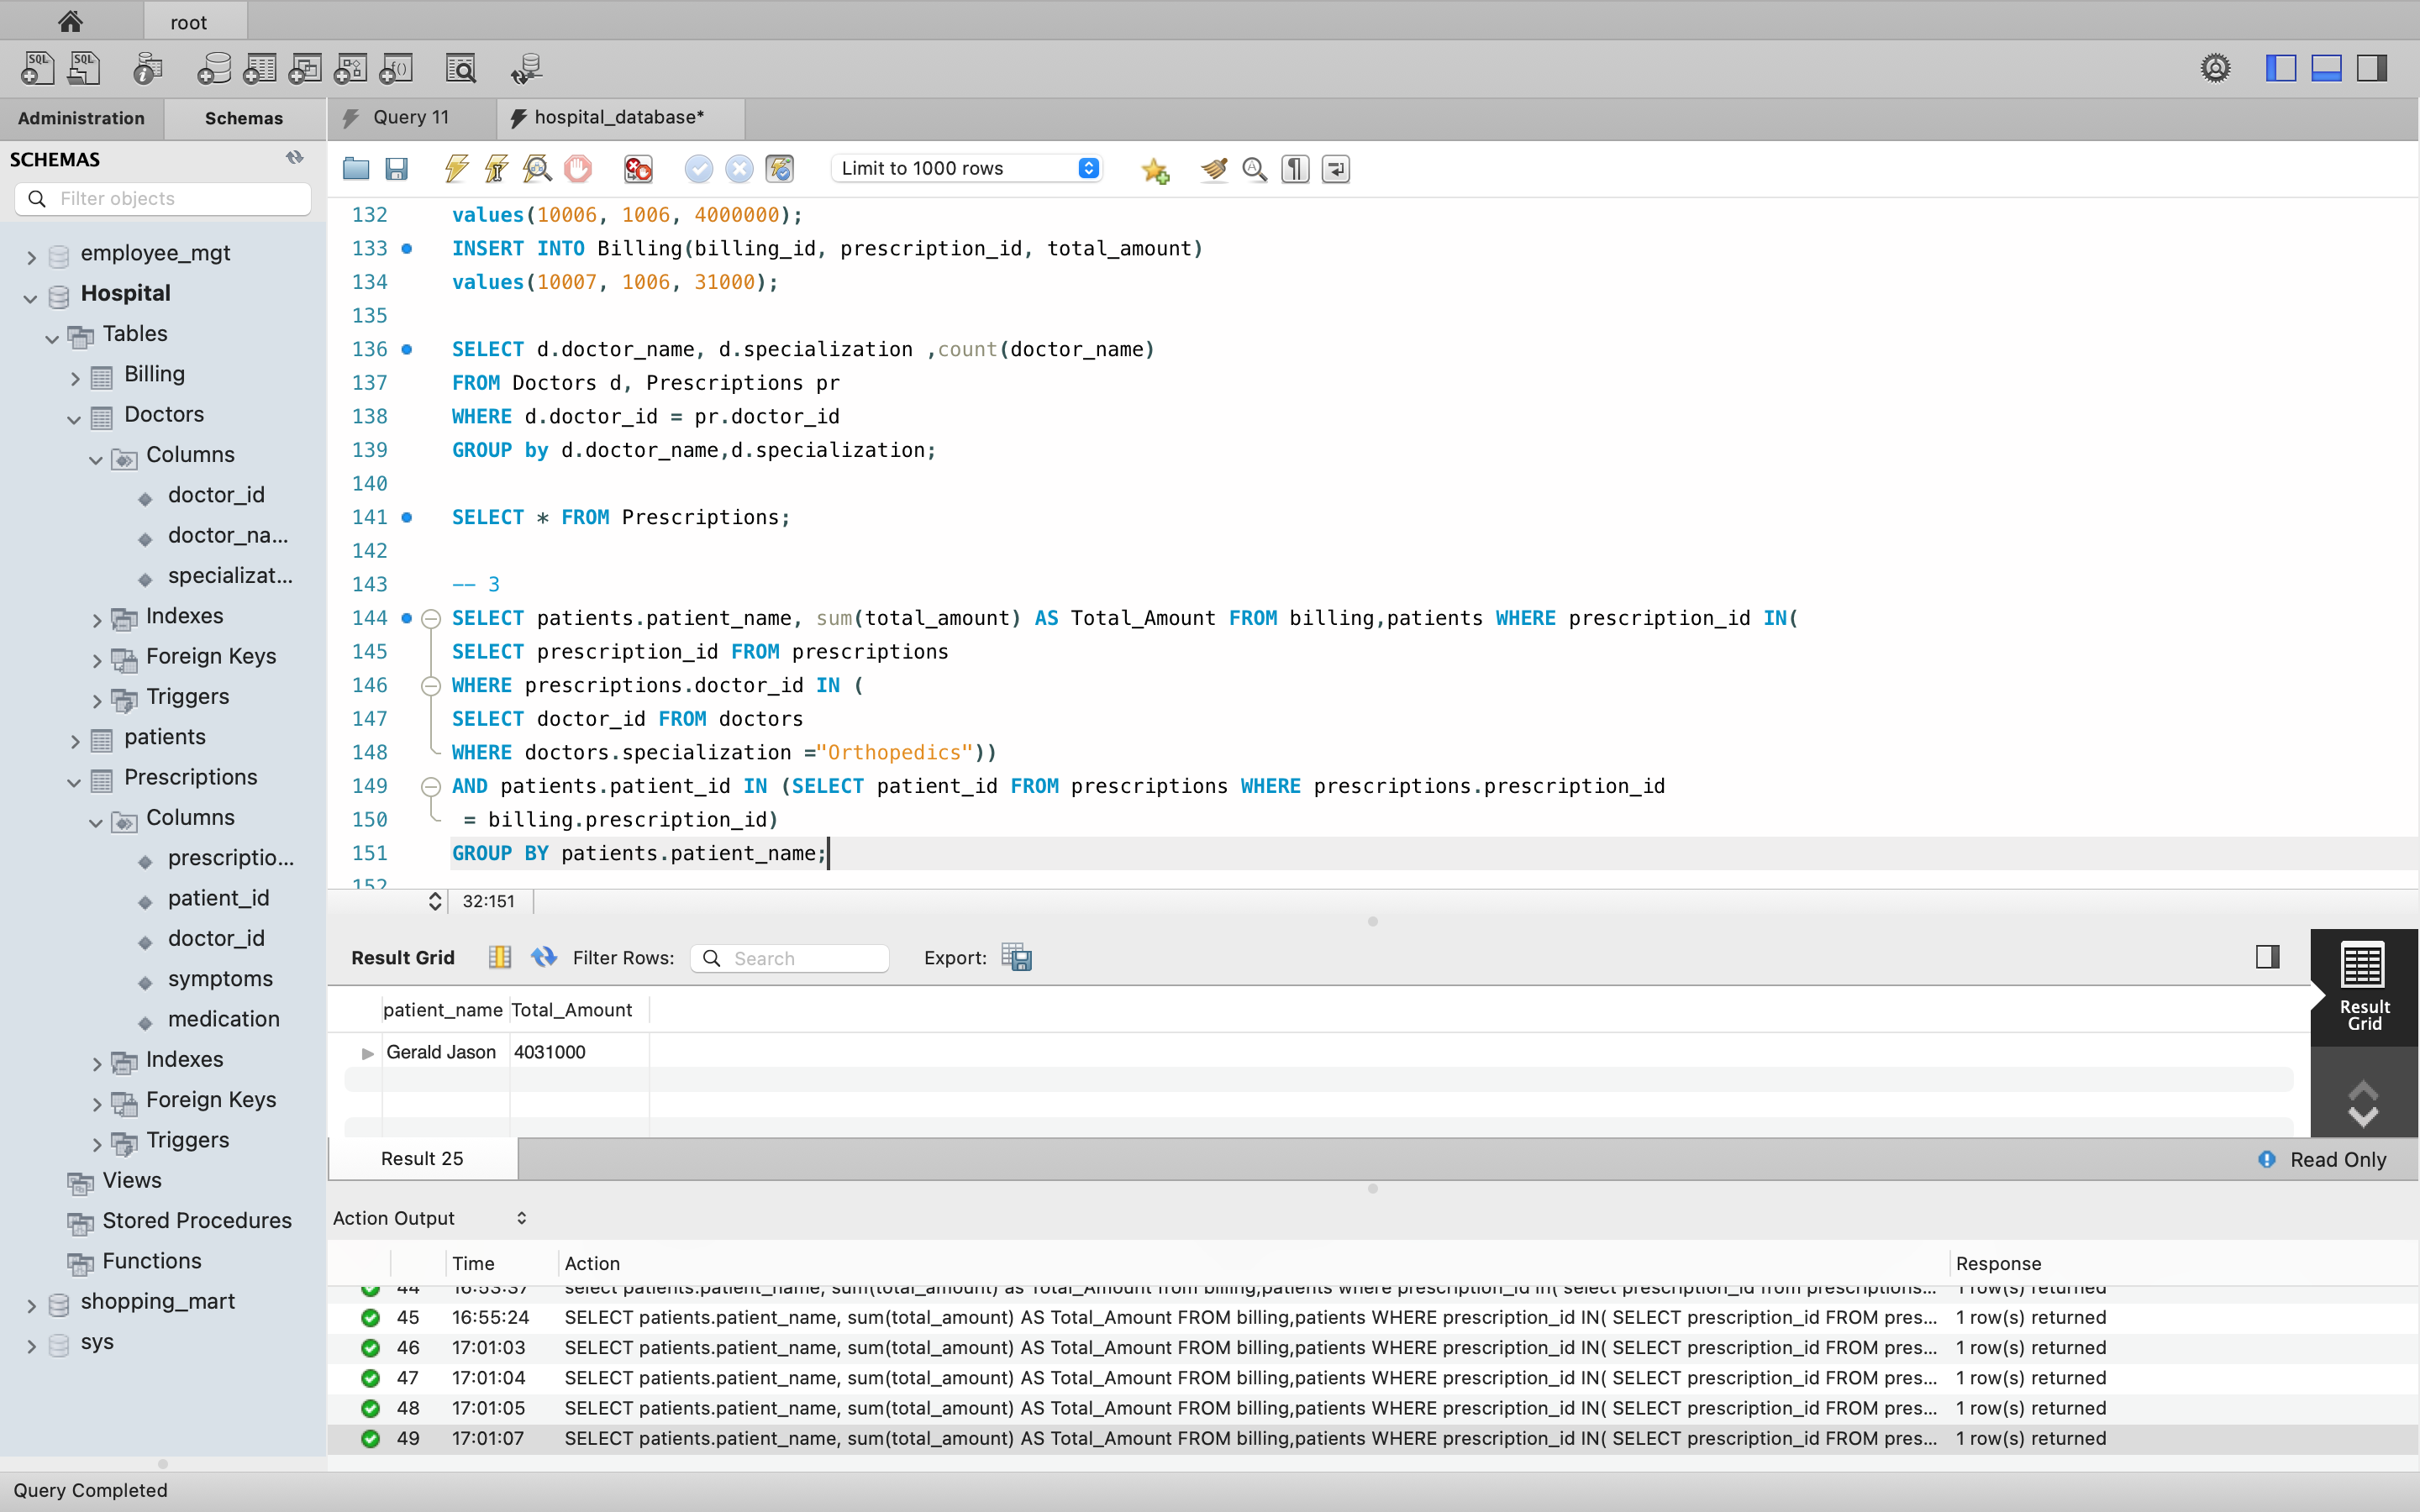 root
SQL SQL
Administration Schemas
Query 11 hospital_database*
SCHEMAS
Filter objects
employee_mgt
Hospital
Tables
Billing
Doctors
Columns
doctor_id
doctor_na...
specializat...
Indexes
Foreign Keys
Triggers
patients
Prescriptions
Columns
prescriptio...
patient_id
doctor_id
symptoms
medication
Indexes
Foreign Keys
Triggers
Views
Stored Procedures
Functions
shopping_mart
sys
Limit to 1000 rows
132 values(10006, 1006, 4000000);
133 INSERT INTO Billing(billing_id, prescription_id, total_amount)
134 values(10007, 1006, 31000);
135
136 SELECT d.doctor_name, d.specialization ,count(doctor_name)
137 FROM Doctors d, Prescriptions pr
138 WHERE d.doctor_id = pr.doctor_id
139 GROUP by d.doctor_name,d.specialization;
140
141 SELECT * FROM Prescriptions;
142
143 -- 3
144 SELECT patients.patient_name, sum(total_amount) AS Total_Amount FROM billing,patients WHERE prescription_id IN(
145 SELECT prescription_id FROM prescriptions
146 WHERE prescriptions.doctor_id IN (
147 SELECT doctor_id FROM doctors
148 WHERE doctors.specialization ="Orthopedics"))
149 AND patients.patient_id IN (SELECT patient_id FROM prescriptions WHERE prescriptions.prescription_id
150 = billing.prescription_id)
151 GROUP BY patients.patient_name;
152
32:151
Result Grid Filter Rows: Search Export:
patient_name Total_Amount
Gerald Jason 4031000
Result Grid
Result 25 Read Only
Action Output
Time Action Response
44 16:53:37 select patients.patient_name, sum(total_amount) as Total_Amount from billing,patients where prescription_id in( select prescription_id from prescriptions... 1 row(s) returned
45 16:55:24 SELECT patients.patient_name, sum(total_amount) AS Total_Amount FROM billing,patients WHERE prescription_id IN( SELECT prescription_id FROM pres... 1 row(s) returned
46 17:01:03 SELECT patients.patient_name, sum(total_amount) AS Total_Amount FROM billing,patients WHERE prescription_id IN( SELECT prescription_id FROM pres... 1 row(s) returned
47 17:01:04 SELECT patients.patient_name, sum(total_amount) AS Total_Amount FROM billing,patients WHERE prescription_id IN( SELECT prescription_id FROM pres... 1 row(s) returned
48 17:01:05 SELECT patients.patient_name, sum(total_amount) AS Total_Amount FROM billing,patients WHERE prescription_id IN( SELECT prescription_id FROM pres... 1 row(s) returned
49 17:01:07 SELECT patients.patient_name, sum(total_amount) AS Total_Amount FROM billing,patients WHERE prescription_id IN( SELECT prescription_id FROM pres... 1 row(s) returned
Query Completed